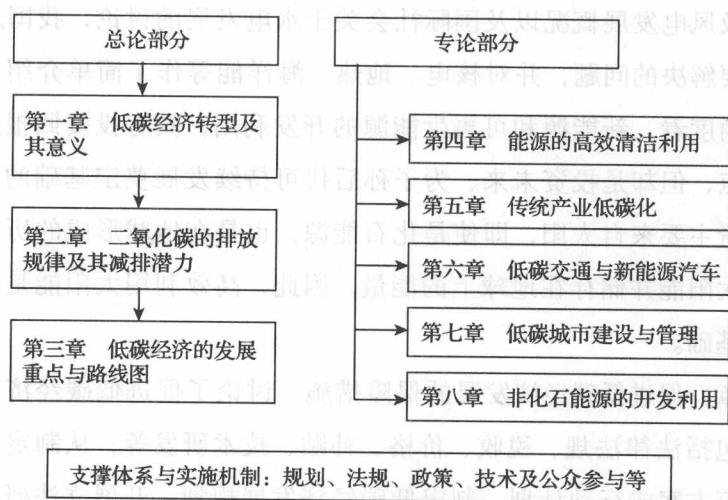 总论部分
第一章 低碳经济转型及
其意义
第二章 二氧化碳的排放
规律及其减排潜力
第三章 低碳经济的发展
重点与路线图
专论部分
第四章 能源的高效清洁利用
第五章 传统产业低碳化
第六章 低碳交通与新能源汽车
第七章 低碳城市建设与管理
第八章 非化石能源的开发利用
支撑体系与实施机制：规划、法规、政策、技术及公众参与等